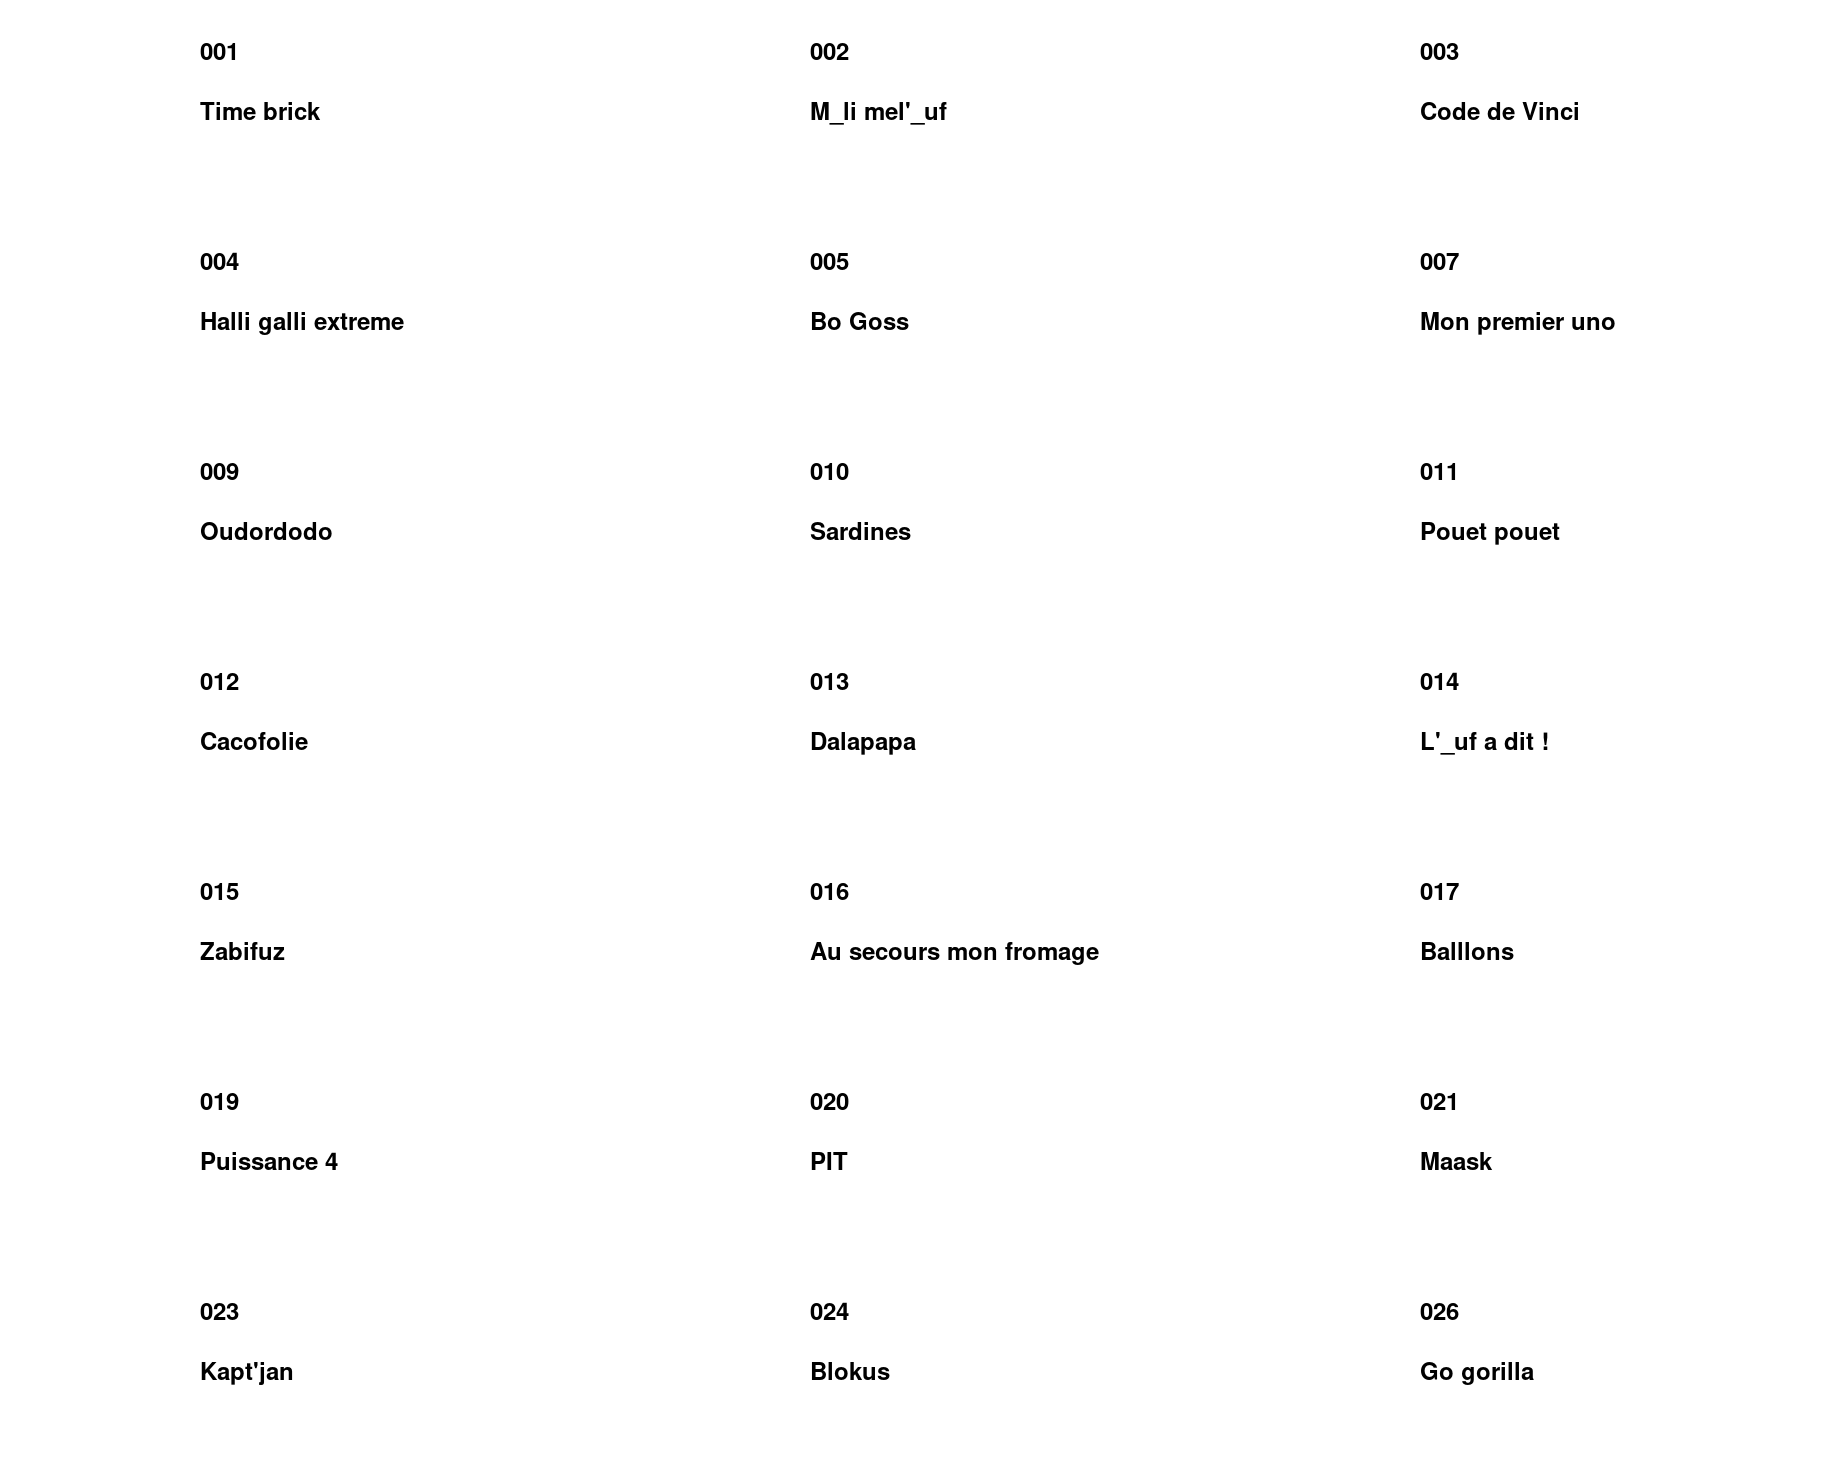 001
002
003
Time brick
M_li mel'_uf
Code de Vinci
004
005
007
Halli galli extreme
Bo Goss
Mon premier uno
009
010
011
Oudordodo
Sardines
Pouet pouet
012
013
014
Cacofolie
Dalapapa
L'_uf a dit !
015
016
017
Zabifuz
Au secours mon fromage
Balllons
019
020
021
Puissance 4
PIT
Maask
023
024
026
Kapt'jan
Blokus
Go gorilla